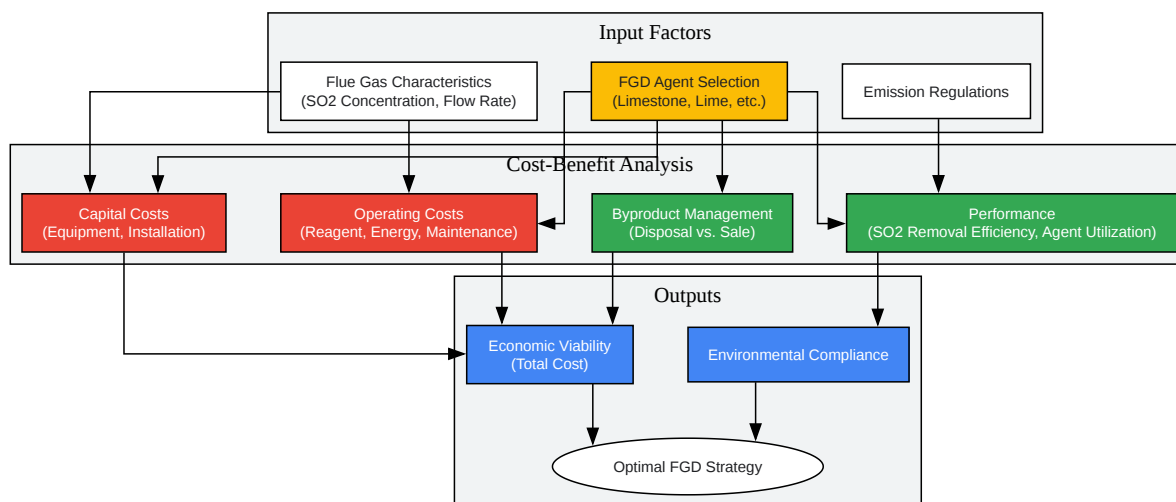 Input Factors
Flue Gas Characteristics
(SO2 Concentration, Flow Rate)
FGD Agent Selection
(Limestone, Lime, etc.)
Emission Regulations
Cost-Benefit Analysis
Capital Costs
(Equipment, Installation)
Operating Costs
(Reagent, Energy, Maintenance)
Byproduct Management
(Disposal vs. Sale)
Performance
(SO2 Removal Efficiency, Agent Utilization)
Outputs
Economic Viability
(Total Cost)
Environmental Compliance
Optimal FGD Strategy